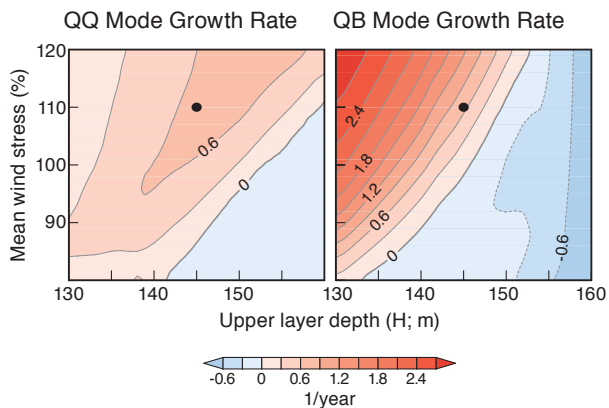 QQ Mode Growth Rate
QB Mode Growth Rate
Mean wind stress (%)
120
110
100
90
0.6
0
2.4
1.8
1.2
0.6
0
-0.6
130 140 150 130 140 150 160
Upper layer depth (H; m)
-0.6 0 0.6 1.2 1.8 2.4
1/year